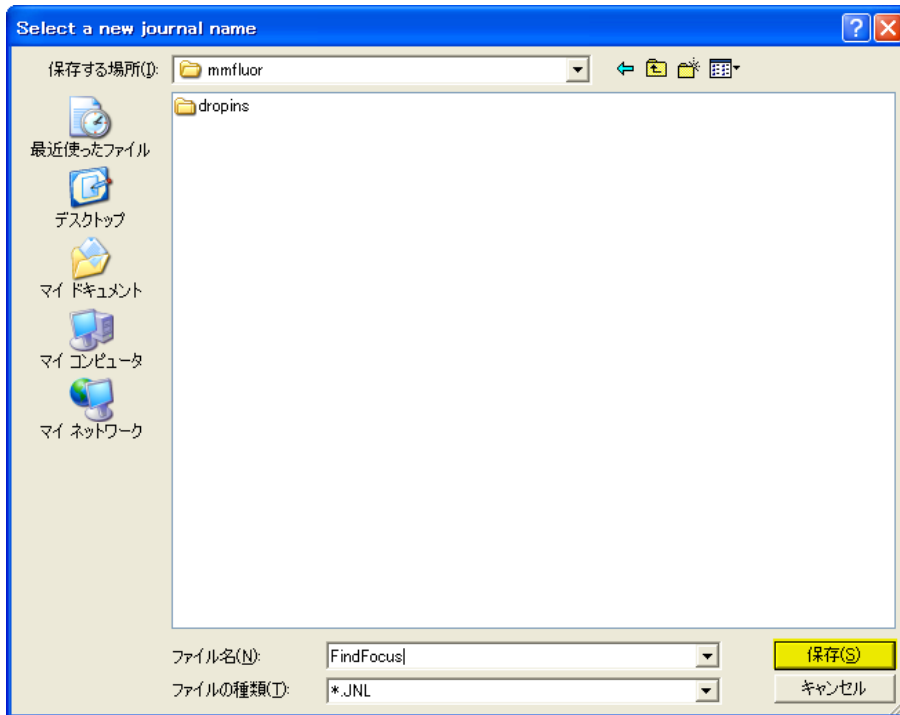 Select a new journal name
保存する場所(I): mmfluor
dropins
最近使ったファイル
デスクトップ
マイ ドキュメント
マイ コンピュータ
マイ ネットワーク
ファイル名(N): FindFocus 保存(S)
ファイルの種類(T): *.JNL キャンセル